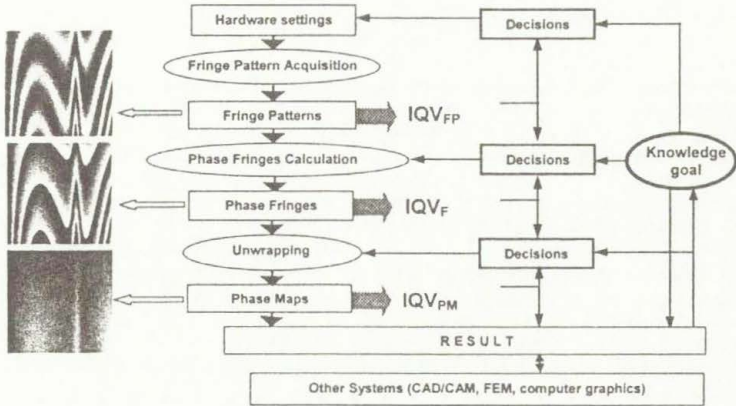 Hardware settings
Decisions
Fringe Pattern Acquisition
Fringe Patterns
IQV_FP
Phase Fringes Calculation
Decisions
Knowledge
goal
Phase Fringes
IQV_F
Unwrapping
Decisions
Phase Maps
IQV_PM
RESULT
Other Systems (CAD/CAM, FEM, computer graphics)